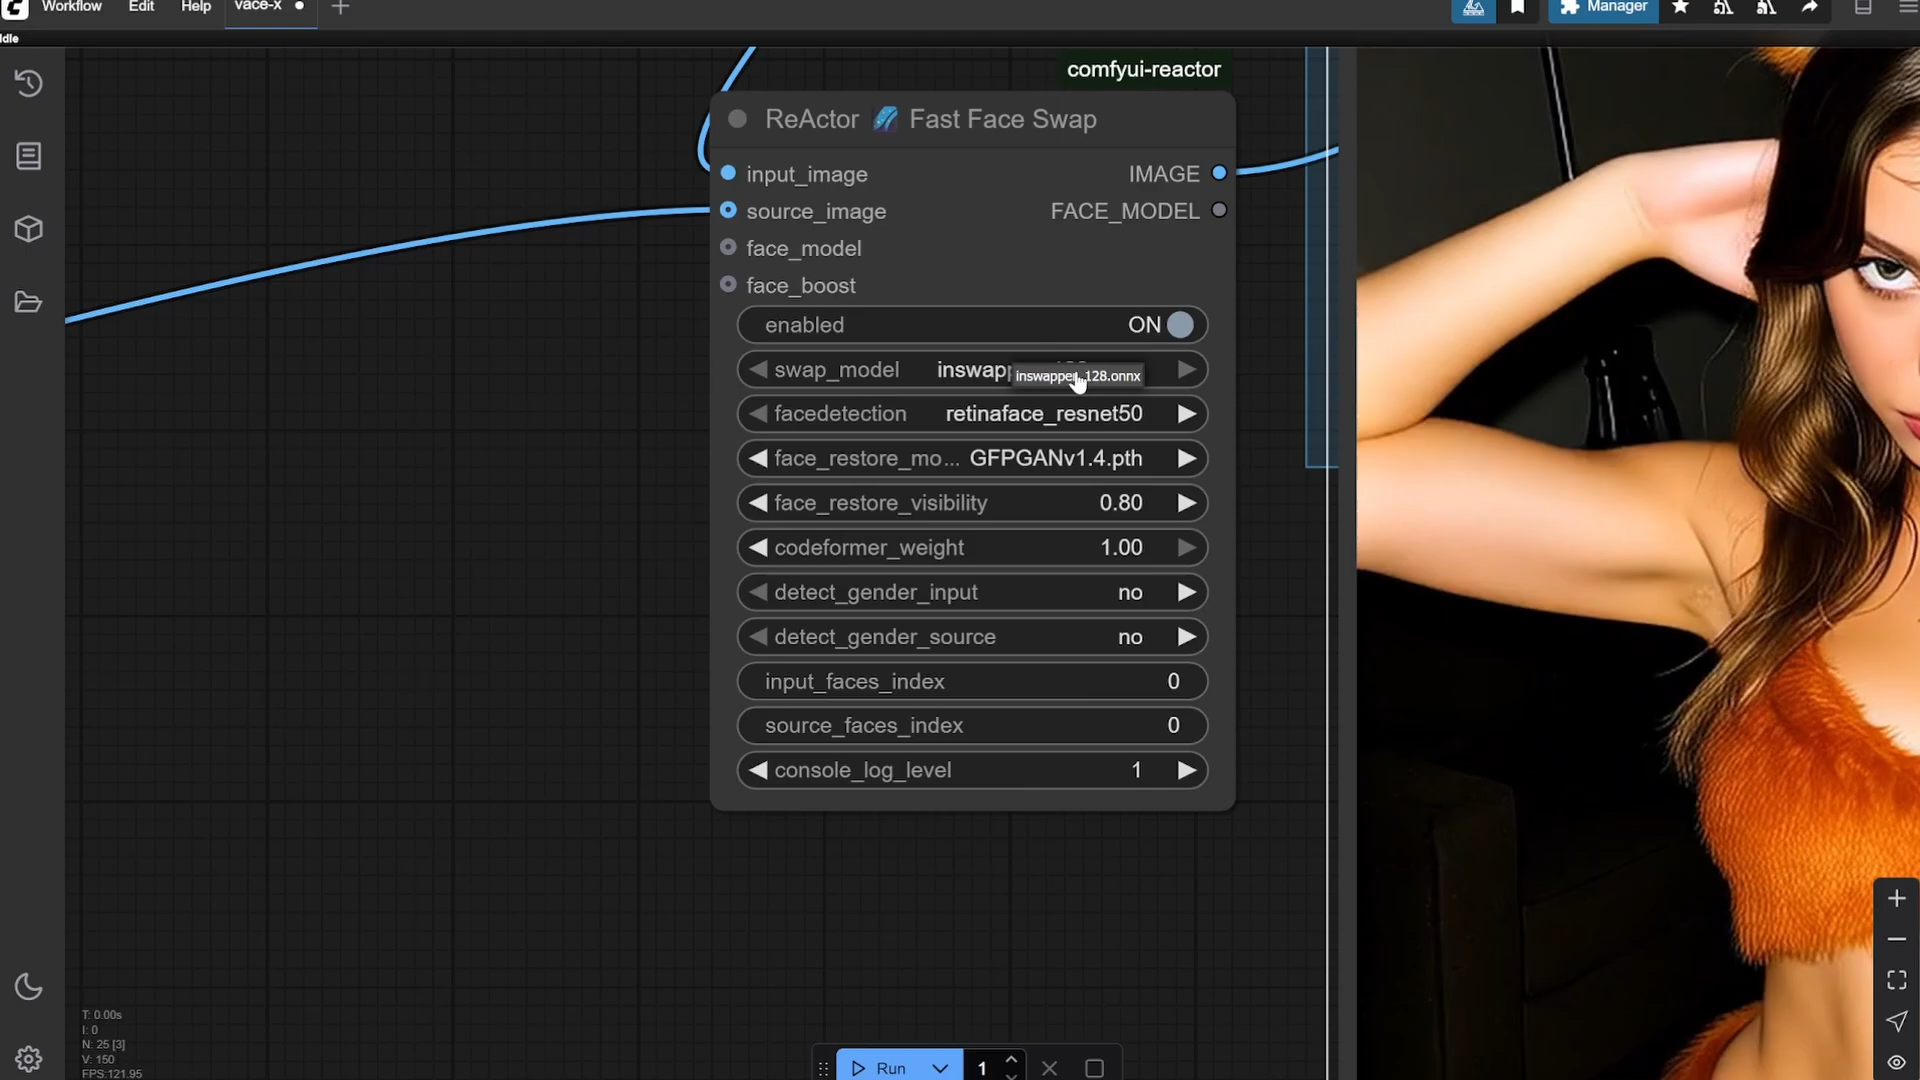 Workflow Edit Help vace-x
Manager
dle
comfyui-reactor
ReActor Fast Face Swap
input_image IMAGE
source_image FACE_MODEL
face_model
face_boost
enabled ON
swap_model inswapp
inswapper_128.onnx
facedetection retinaface_resnet50
face_restore_mo... GFPGANv1.4.pth
face_restore_visibility 0.80
codeformer_weight 1.00
detect_gender_input no
detect_gender_source no
input_faces_index 0
source_faces_index 0
console_log_level 1
T: 0.00s
I: 0
N: 25 [3]
V: 150
FPS:121.95
Run 1